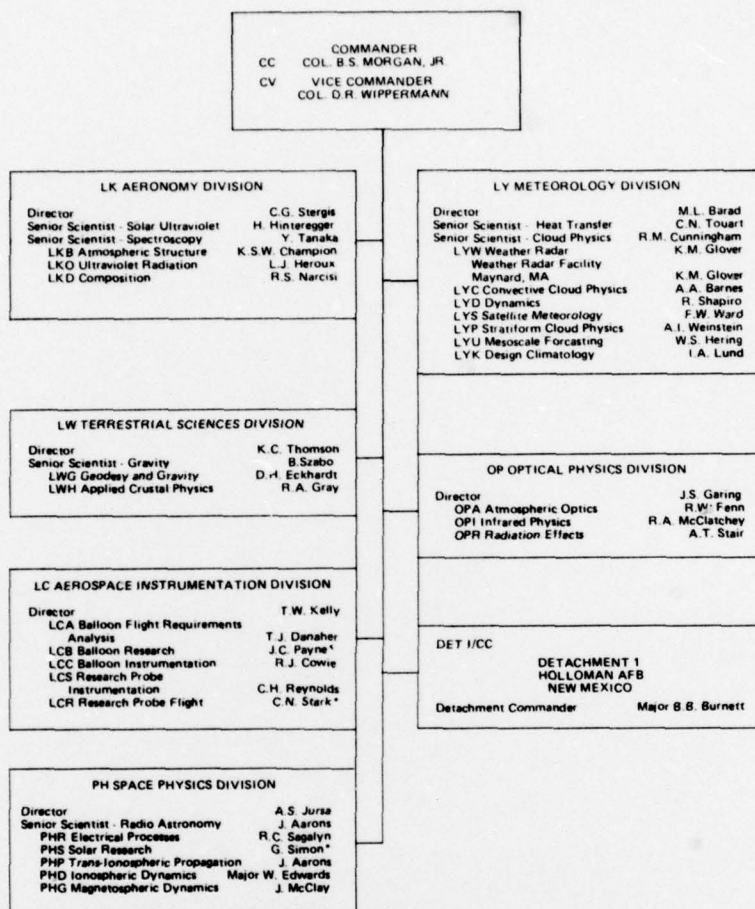 COMMANDER
CC COL. B.S. MORGAN, JR
CV VICE COMMANDER
COL. D.R. WIPPERMANN
LK AERONOMY DIVISION
Director C.G. Stergis
Senior Scientist - Solar Ultraviolet H. Hinteregger
Senior Scientist - Spectroscopy Y. Tanaka
LKB Atmospheric Structure K.S.W. Champion
LKO Ultraviolet Radiation L.J. Heroux
LKD Composition R.S. Narcisi
LW TERRESTRIAL SCIENCES DIVISION
Director K.C. Thomson
Senior Scientist - Gravity B.Szabo
LWG Geodesy and Gravity D.H. Eckhardt
LWH Applied Crustal Physics R.A. Gray
LC AEROSPACE INSTRUMENTATION DIVISION
Director T.W. Kelly
LCA Balloon Flight Requirements
Analysis T.J. Danaher
LCB Balloon Research J.C. Payne*
LCC Balloon Instrumentation R.J. Cowie
LCS Research Probe
Instrumentation C.H. Reynolds
LCR Research Probe Flight C.N. Stark*
PH SPACE PHYSICS DIVISION
Director A.S. Jursa
Senior Scientist - Radio Astronomy J. Aarons
PHR Electrical Processes R.C. Sagalyn
PHS Solar Research G. Simon*
PHP Trans-Ionospheric Propagation J. Aarons
PHD Ionospheric Dynamics Major W. Edwards
PHG Magnetospheric Dynamics J. McClay
LY METEOROLOGY DIVISION
Director M.L. Barad
Senior Scientist - Heat Transfer C.N. Touart
Senior Scientist - Cloud Physics R.M. Cunningham
LYW Weather Radar K.M. Glover
Weather Radar Facility
Maynard, MA K.M. Glover
LYC Convective Cloud Physics A.A. Barnes
LYD Dynamics R. Shapiro
LYS Satellite Meteorology F.W. Ward
LYP Stratiform Cloud Physics A.I. Weinstein
LYU Mesoscale Forcasting W.S. Hering
LYK Design Climatology I.A. Lund
OP OPTICAL PHYSICS DIVISION
Director J.S. Garing
OPA Atmospheric Optics R.W. Fenn
OPI Infrared Physics R.A. McClatchey
OPR Radiation Effects A.T. Stair
DET I/CC
DETACHMENT 1
HOLLOMAN AFB
NEW MEXICO
Detachment Commander Major B.B. Burnett